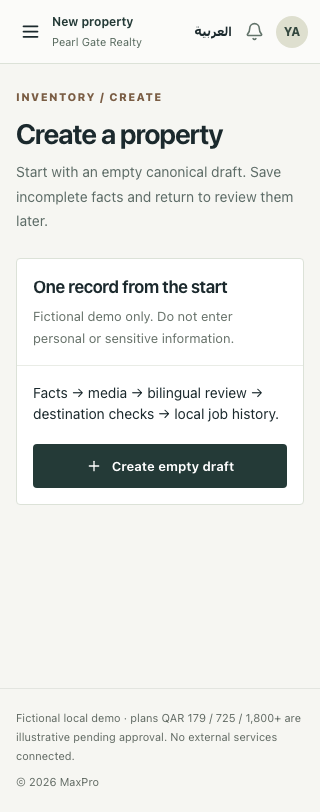 New property
Pearl Gate Realty
العربية
YA
INVENTORY / CREATE
Create a property
Start with an empty canonical draft. Save
incomplete facts and return to review them
later.
One record from the start
Fictional demo only. Do not enter
personal or sensitive information.
Facts → media → bilingual review →
destination checks → local job history.
+ Create empty draft
Fictional local demo · plans QAR 179 / 725 / 1,800+ are
illustrative pending approval. No external services
connected.
© 2026 MaxPro